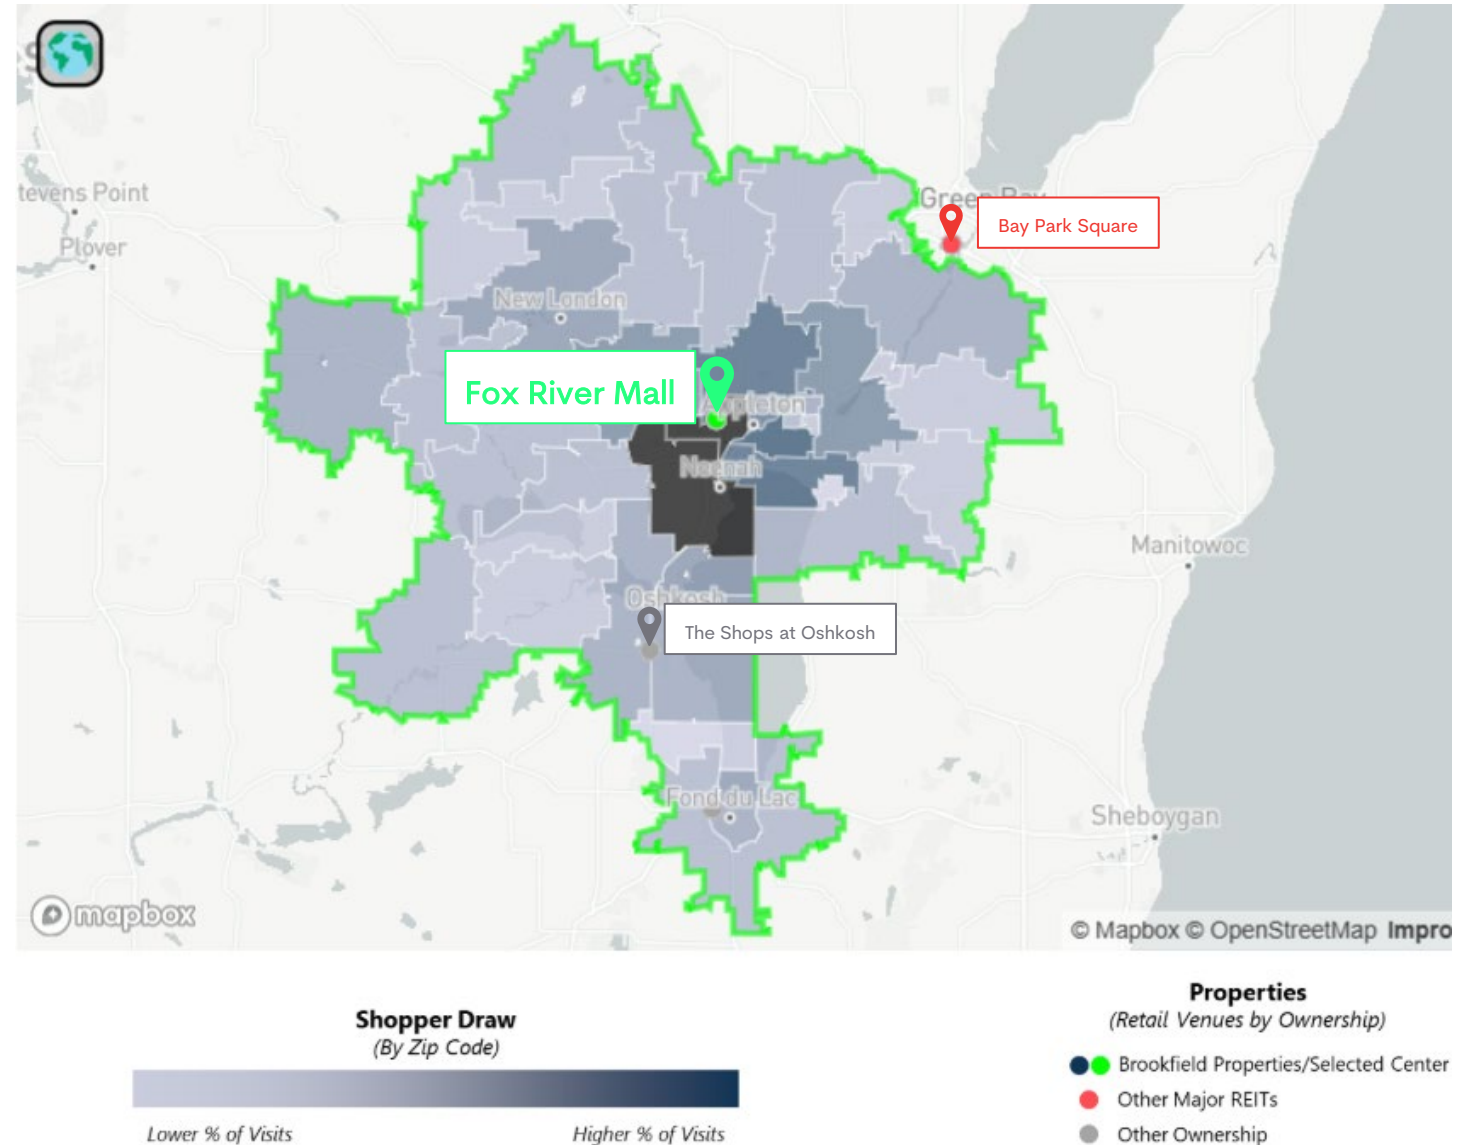 tevens Point
Plover
Green Bay
Bay Park Square
New London
Fox River Mall
Appleton
Neenah
Manitowoc
Oshkosh
The Shops at Oshkosh
Fond du Lac
Sheboygan
mapbox
© Mapbox © OpenStreetMap Impro
Shopper Draw
(By Zip Code)
Lower % of Visits
Higher % of Visits
Properties
(Retail Venues by Ownership)
Brookfield Properties/Selected Center
Other Major REITs
Other Ownership